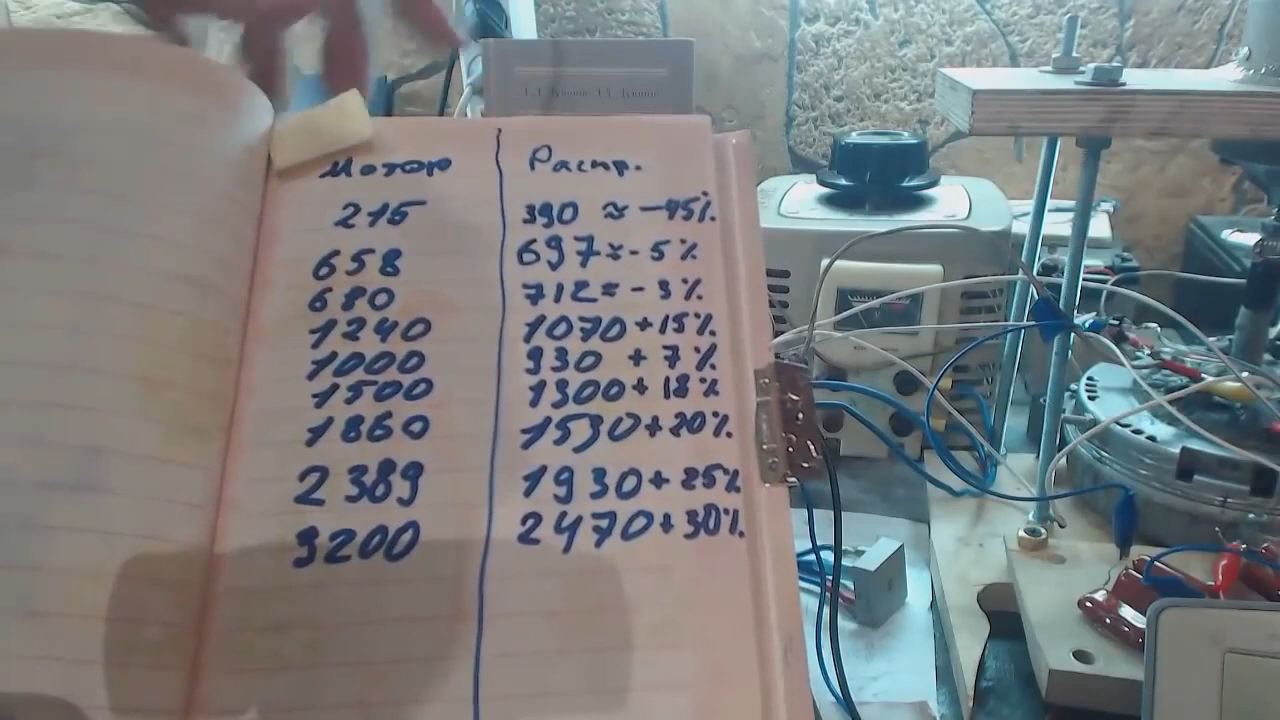 Мотор Распр.
215 390 ≈ -45%
658 697 ≈ - 5%
680 712 = - 3%
1240 1070 + 15%
1000 930 + 7%
1500 1300 + 18%
1860 1530 + 20%
2389 1930 + 25%
3200 2470 + 30%